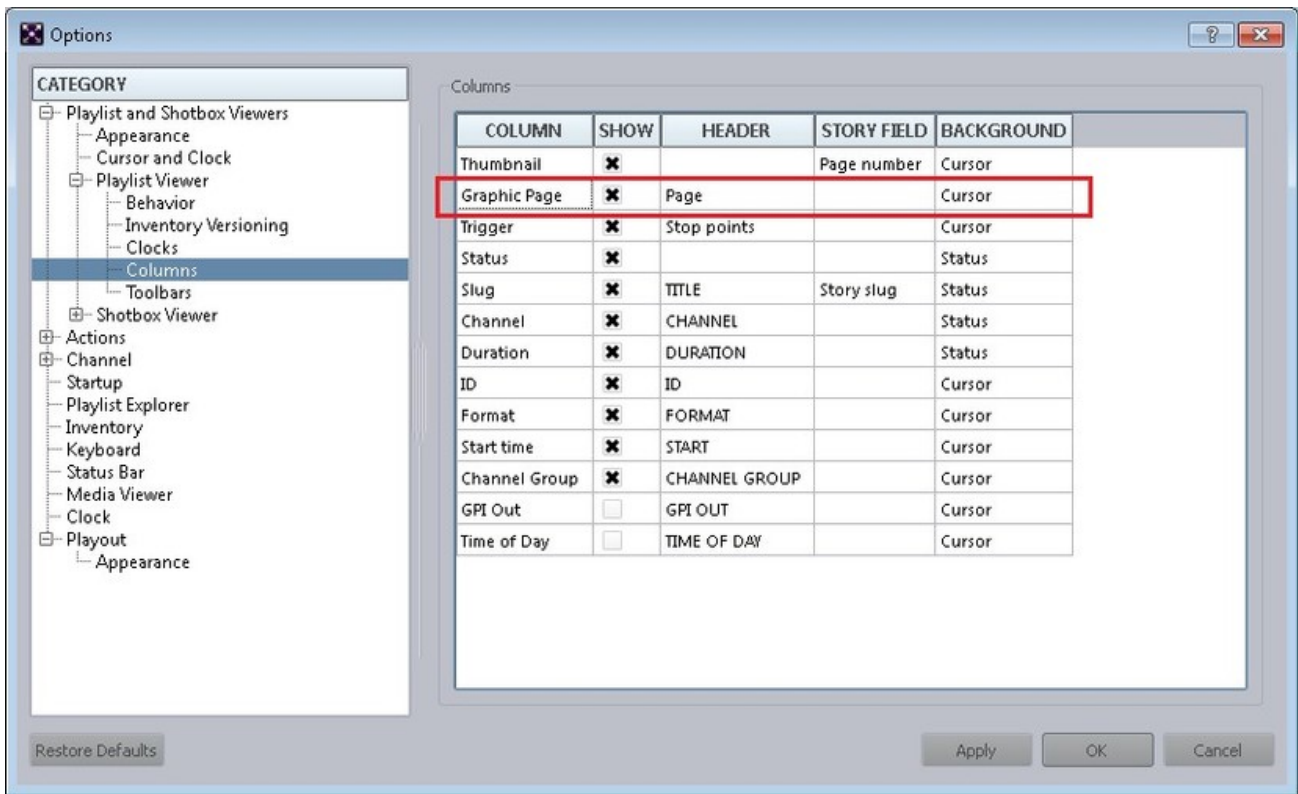 Options
CATEGORY
Playlist and Shotbox Viewers
Appearance
Cursor and Clock
Playlist Viewer
Behavior
Inventory Versioning
Clocks
Columns
Toolbars
Shotbox Viewer
Actions
Channel
Startup
Playlist Explorer
Inventory
Keyboard
Status Bar
Media Viewer
Clock
Playout
Appearance
Columns
COLUMN SHOW HEADER STORY FIELD BACKGROUND
Thumbnail Page number Cursor
Graphic Page Page Cursor
Trigger Stop points Cursor
Status Status
Slug TITLE Story slug Status
Channel CHANNEL Status
Duration DURATION Status
ID ID Cursor
Format FORMAT Cursor
Start time START Cursor
Channel Group CHANNEL GROUP Cursor
GPI Out GPI OUT Cursor
Time of Day TIME OF DAY Cursor
Restore Defaults Apply OK Cancel